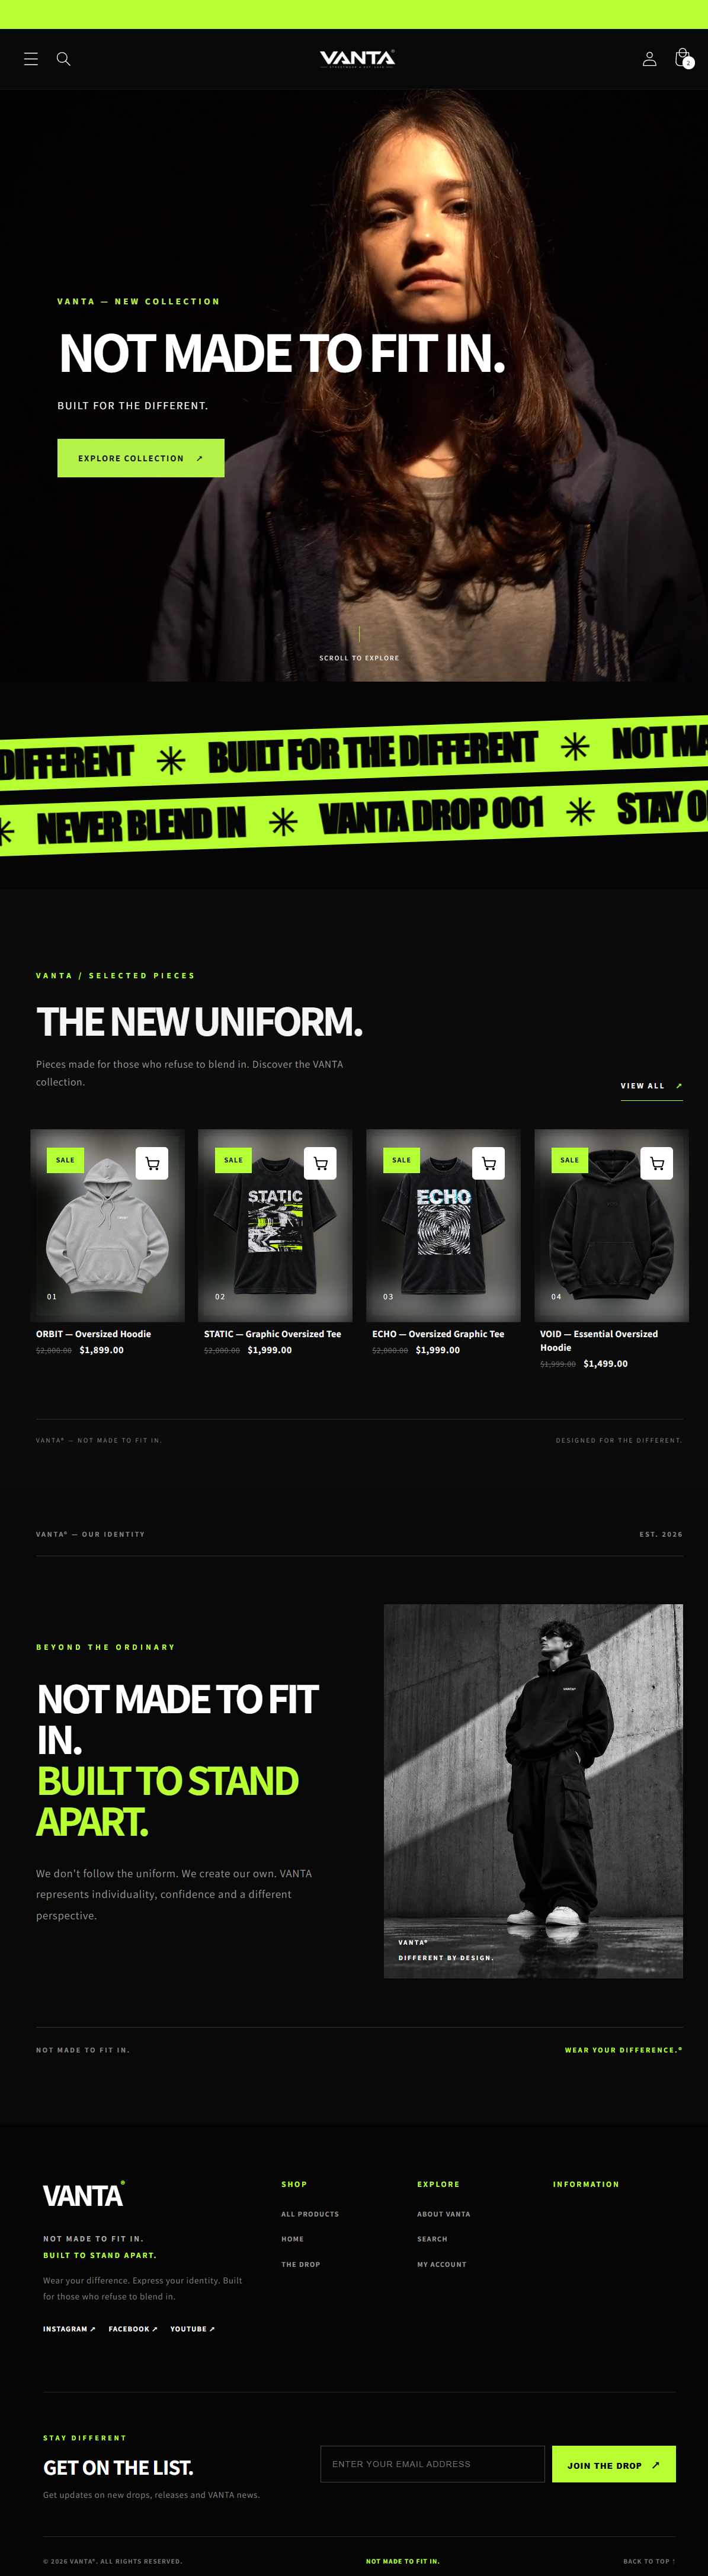 VANTA®
2
VANTA — NEW COLLECTION
NOT MADE TO FIT IN.
BUILT FOR THE DIFFERENT.
EXPLORE COLLECTION ↗
SCROLL TO EXPLORE
DIFFERENT ✳ BUILT FOR THE DIFFERENT ✳ NOT MA
✳ NEVER BLEND IN ✳ VANTA DROP 001 ✳ STAY
VANTA / SELECTED PIECES
THE NEW UNIFORM.
Pieces made for those who refuse to blend in. Discover the VANTA
collection.
VIEW ALL ↗
SALE
SALE
SALE
SALE
STATIC
ECHO
01
02
03
04
ORBIT — Oversized Hoodie
$2,000.00 $1,899.00
STATIC — Graphic Oversized Tee
$2,000.00 $1,999.00
ECHO — Oversized Graphic Tee
$2,000.00 $1,999.00
VOID — Essential Oversized
Hoodie
$1,999.00 $1,499.00
VANTA® — NOT MADE TO FIT IN.
DESIGNED FOR THE DIFFERENT.
VANTA® — OUR IDENTITY
EST. 2026
BEYOND THE ORDINARY
NOT MADE TO FIT
IN.
BUILT TO STAND
APART.
We don't follow the uniform. We create our own. VANTA
represents individuality, confidence and a different
perspective.
VANTA®
VANTA®
DIFFERENT BY DESIGN.
NOT MADE TO FIT IN.
WEAR YOUR DIFFERENCE.®
VANTA®
NOT MADE TO FIT IN.
BUILT TO STAND APART.
Wear your difference. Express your identity. Built
for those who refuse to blend in.
INSTAGRAM ↗ FACEBOOK ↗ YOUTUBE ↗
SHOP
ALL PRODUCTS
HOME
THE DROP
EXPLORE
ABOUT VANTA
SEARCH
MY ACCOUNT
INFORMATION
STAY DIFFERENT
GET ON THE LIST.
Get updates on new drops, releases and VANTA news.
ENTER YOUR EMAIL ADDRESS
JOIN THE DROP ↗
© 2026 VANTA®. ALL RIGHTS RESERVED.
NOT MADE TO FIT IN.
BACK TO TOP ↑